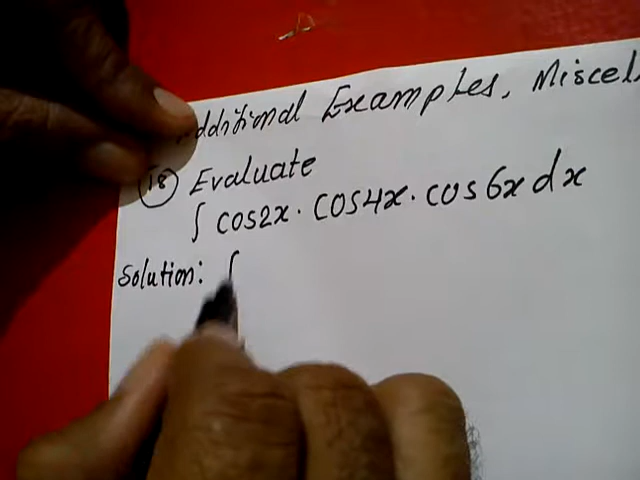 dditional Examples, Miscel
18 Evaluate
∫ cos2x · cos4x · cos6x dx
Solution: ∫